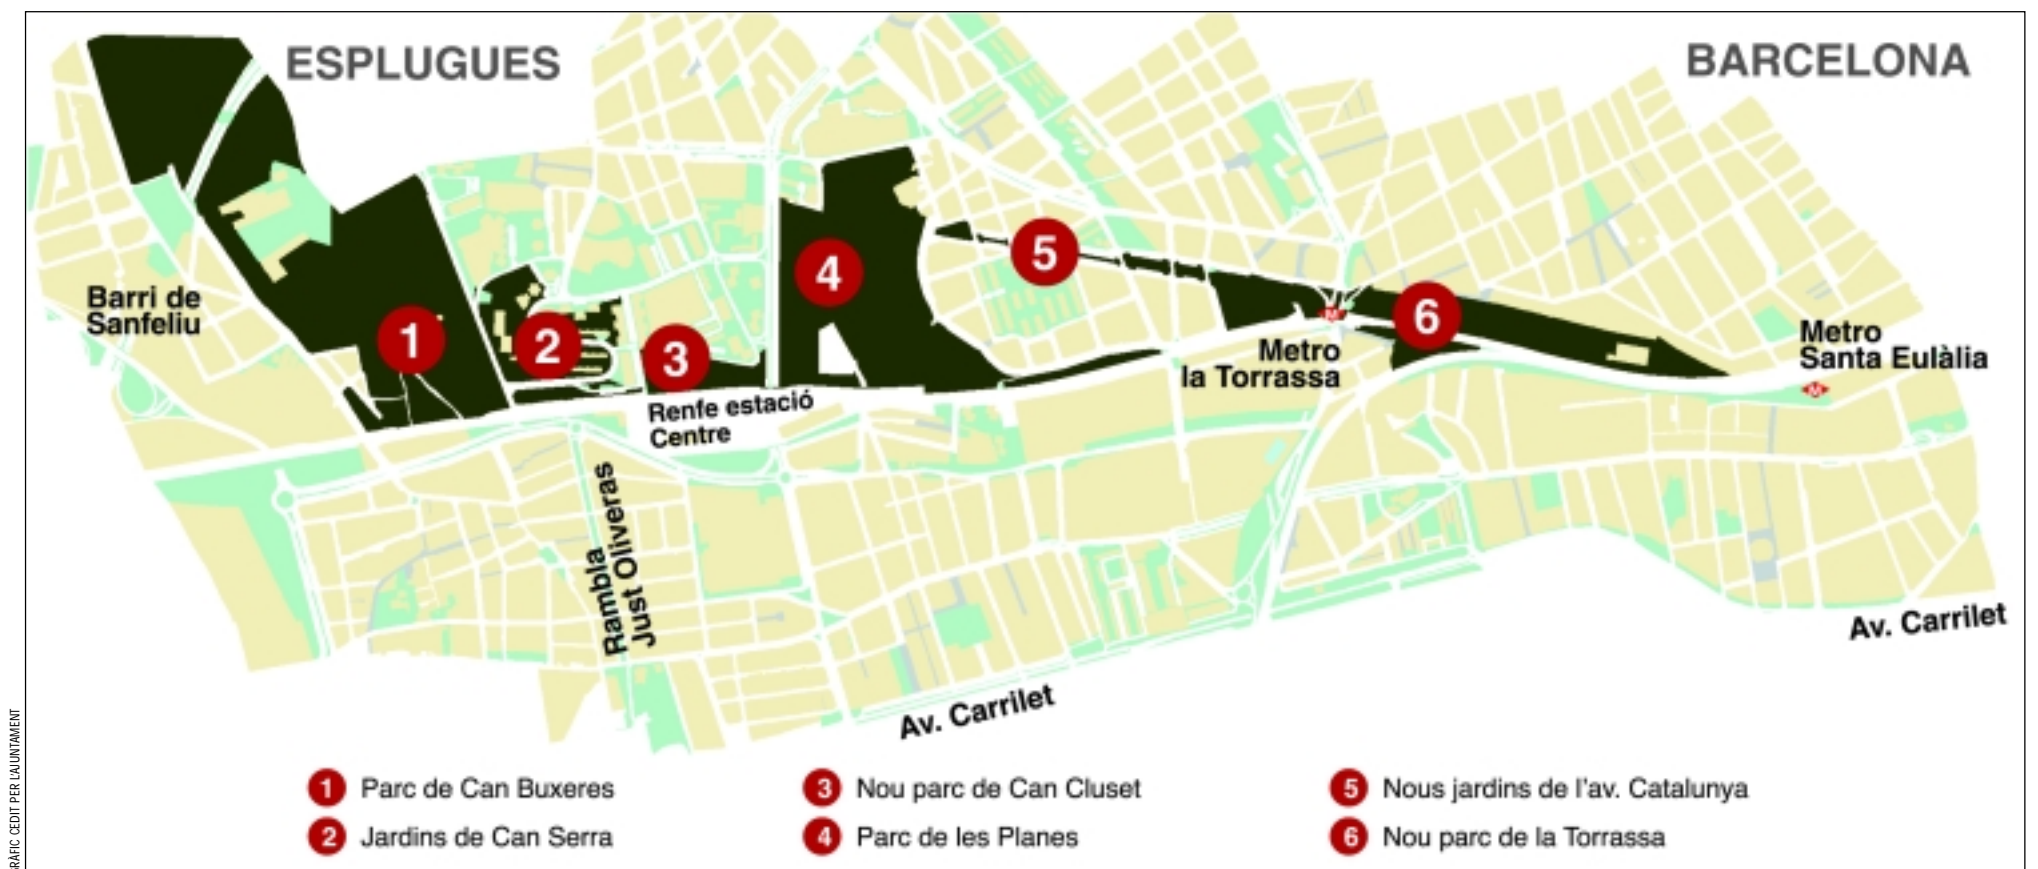 ESPLUGUES
BARCELONA
1
2
3
4
5
6
Barri de
Sanfeliu
Metro
la Torrassa
M
Metro
Santa Eulàlia
M
Renfe estació
Centre
Rambla
Just Oliveras
Av. Carrilet
Av. Carrilet
1 Parc de Can Buxeres
2 Jardins de Can Serra
3 Nou parc de Can Cluset
4 Parc de les Planes
5 Nous jardins de l'av. Catalunya
6 Nou parc de la Torrassa
GRÀFIC CEDIT PER L'AJUNTAMENT